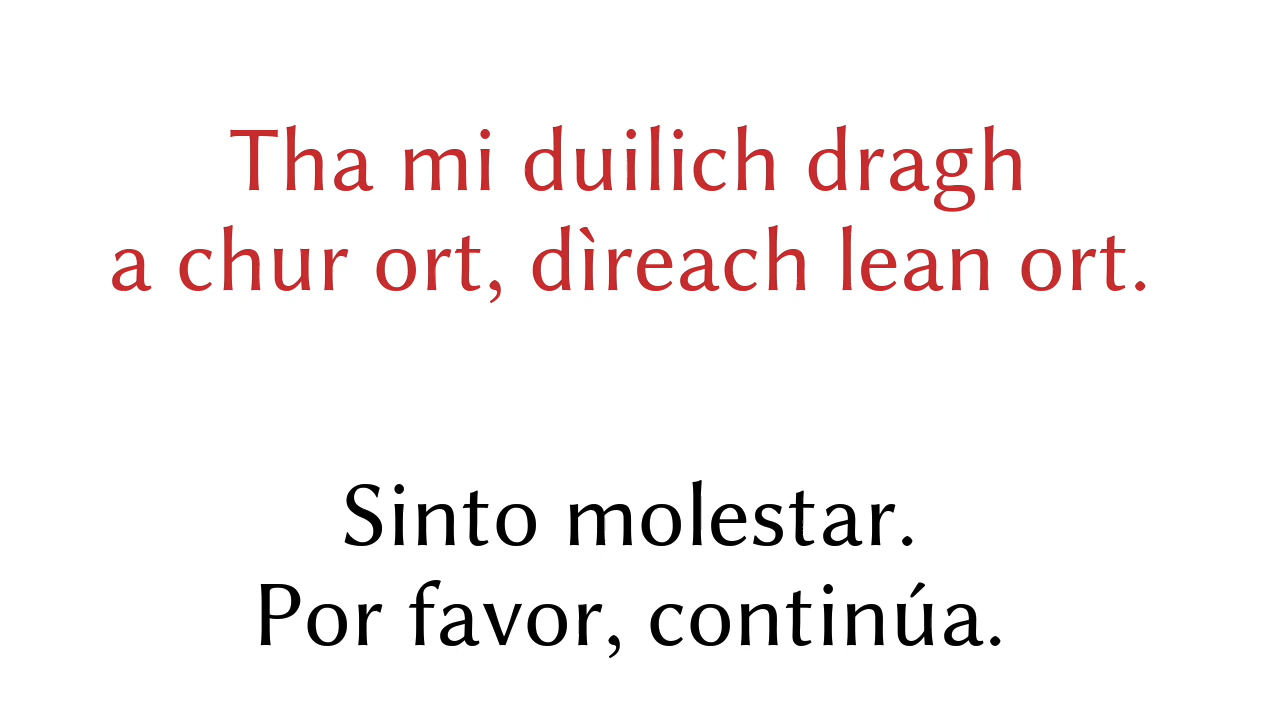 Tha mi duilich dragh
a chur ort, dìreach lean ort.
Sinto molestar.
Por favor, continúa.